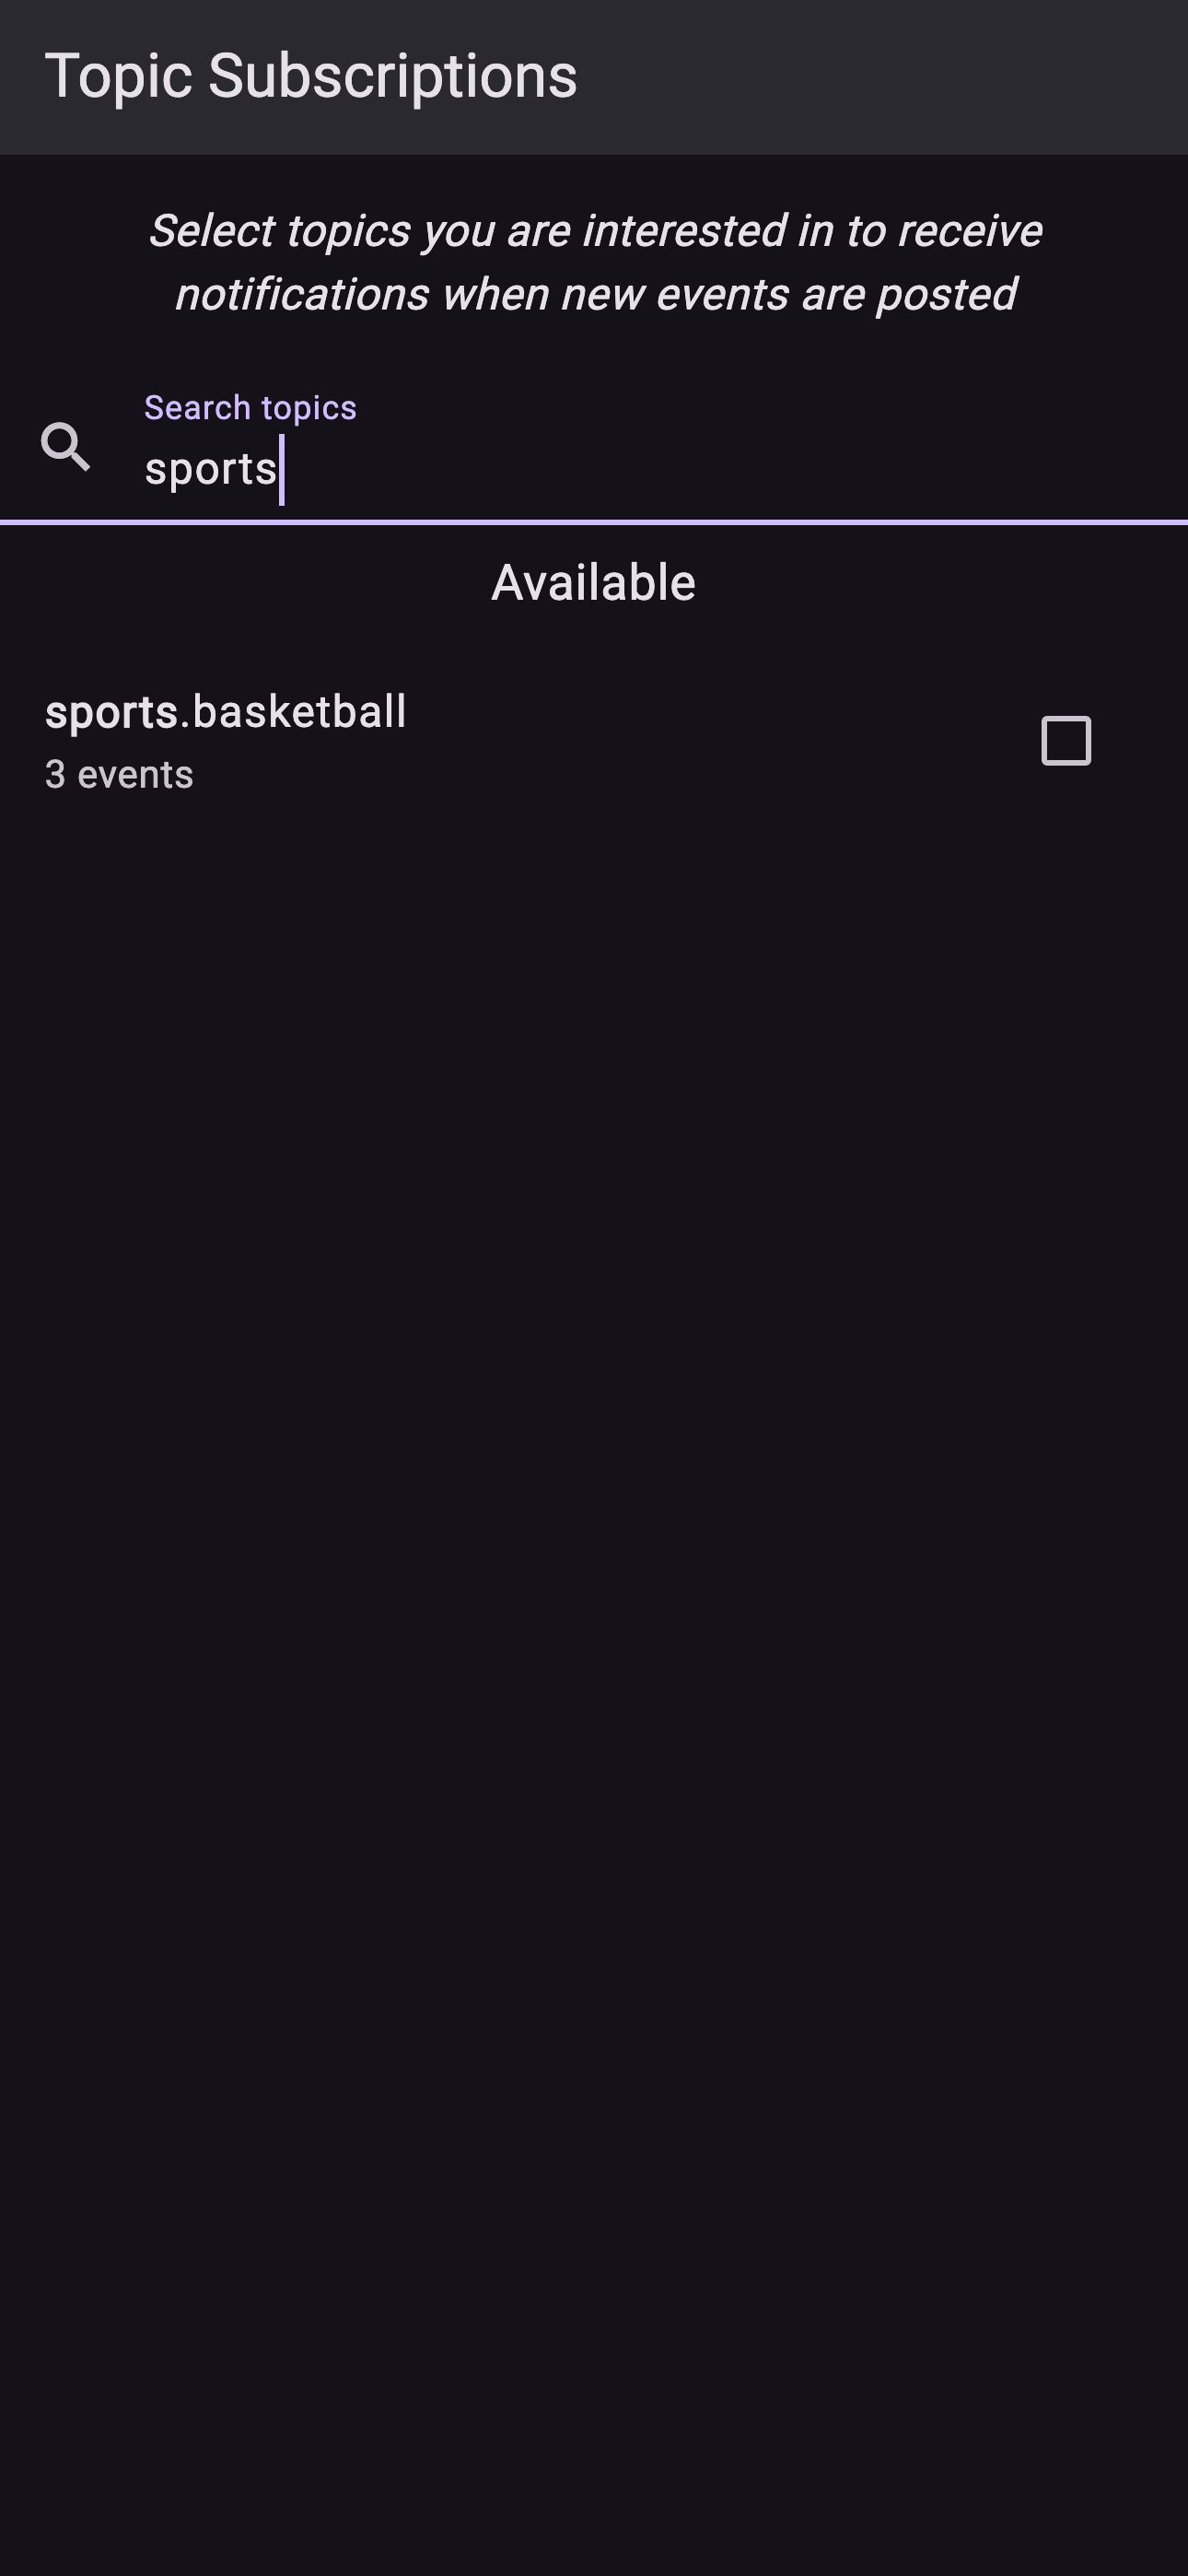 Topic Subscriptions
Select topics you are interested in to receive
notifications when new events are posted
Search topics
sports
Available
sports.basketball
3 events